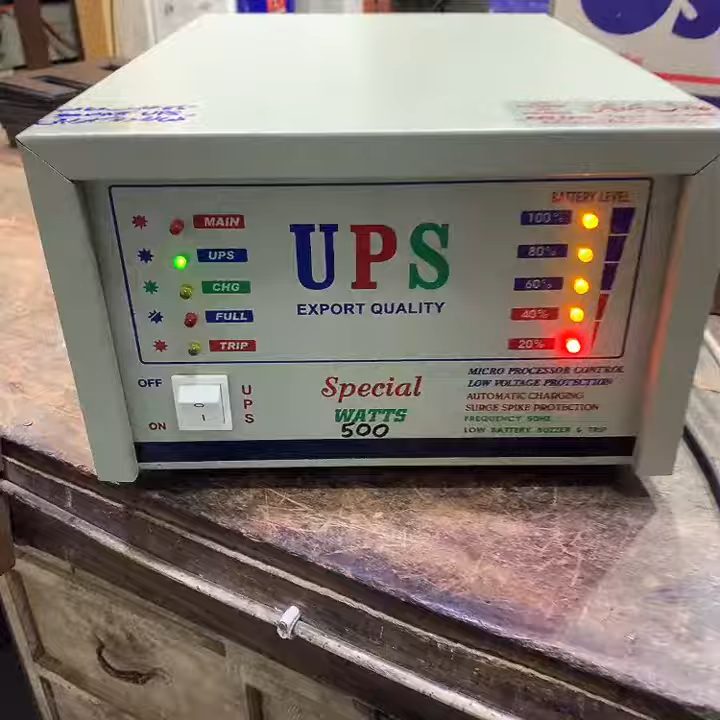 MAIN
UPS
CHG
FULL
TRIP
UPS
EXPORT QUALITY
BATTERY LEVEL
100%
80%
60%
40%
20%
OFF
ON
UPS
Special
WATTS
500
MICRO PROCESSOR CONTROL
LOW VOLTAGE PROTECTION
AUTOMATIC CHARGING
SURGE SPIKE PROTECTION
FREQUENCY 50HZ
LOW BATTERY BUZZER & TRIP